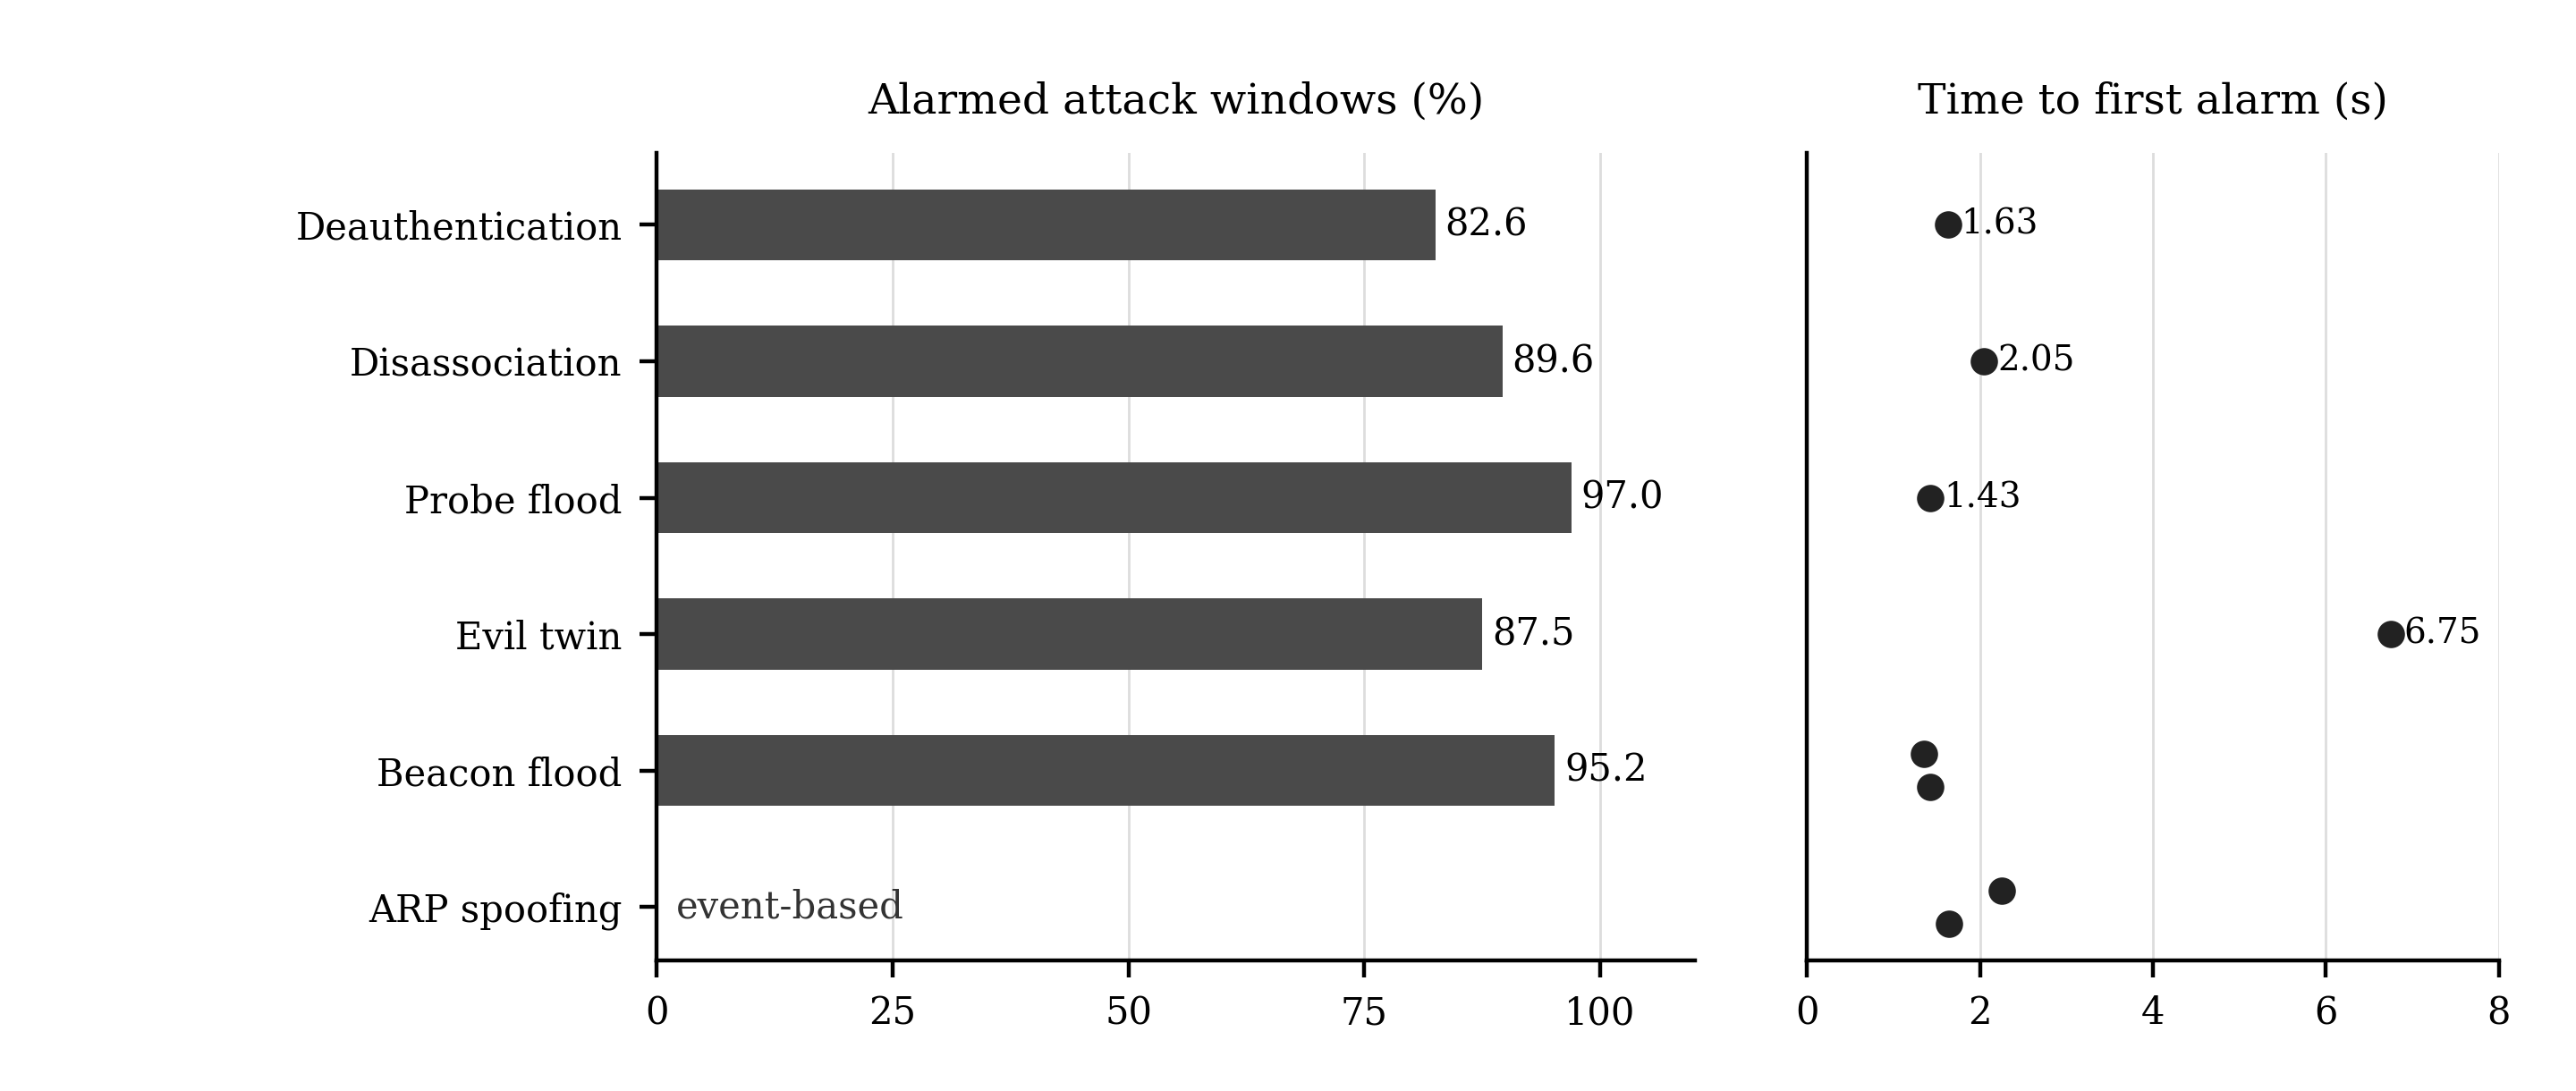 Alarmed attack windows (%)
Time to first alarm (s)
Deauthentication
82.6
1.63
Disassociation
89.6
2.05
Probe flood
97.0
1.43
Evil twin
87.5
6.75
Beacon flood
95.2
ARP spoofing
event-based
0 25 50 75 100
0 2 4 6 8